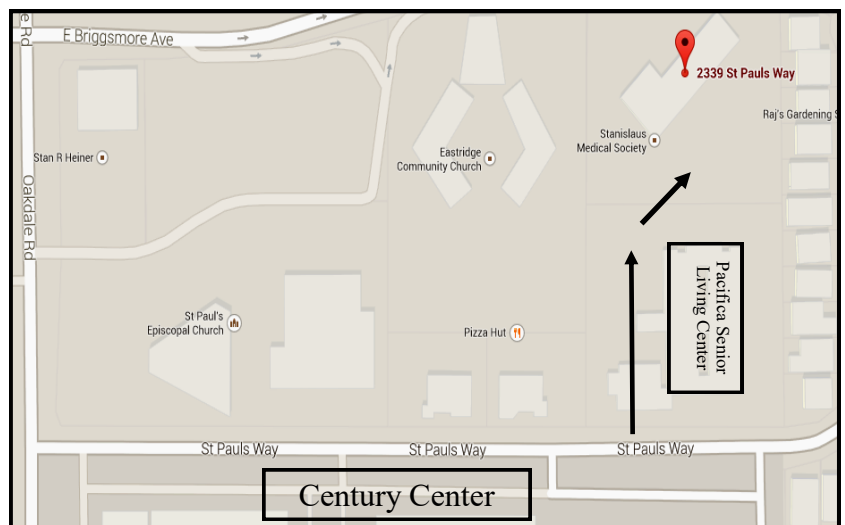 E Briggsmore Ave
e Rd
2339 St Pauls Way
Raj's Gardening S
Stanislaus
Medical Society
Eastridge
Community Church
Stan R Heiner
Oakdale Rd
Pacifica Senior
Living Center
St Paul's
Episcopal Church
Pizza Hut
St Pauls Way
St Pauls Way
St Pauls Way
Century Center